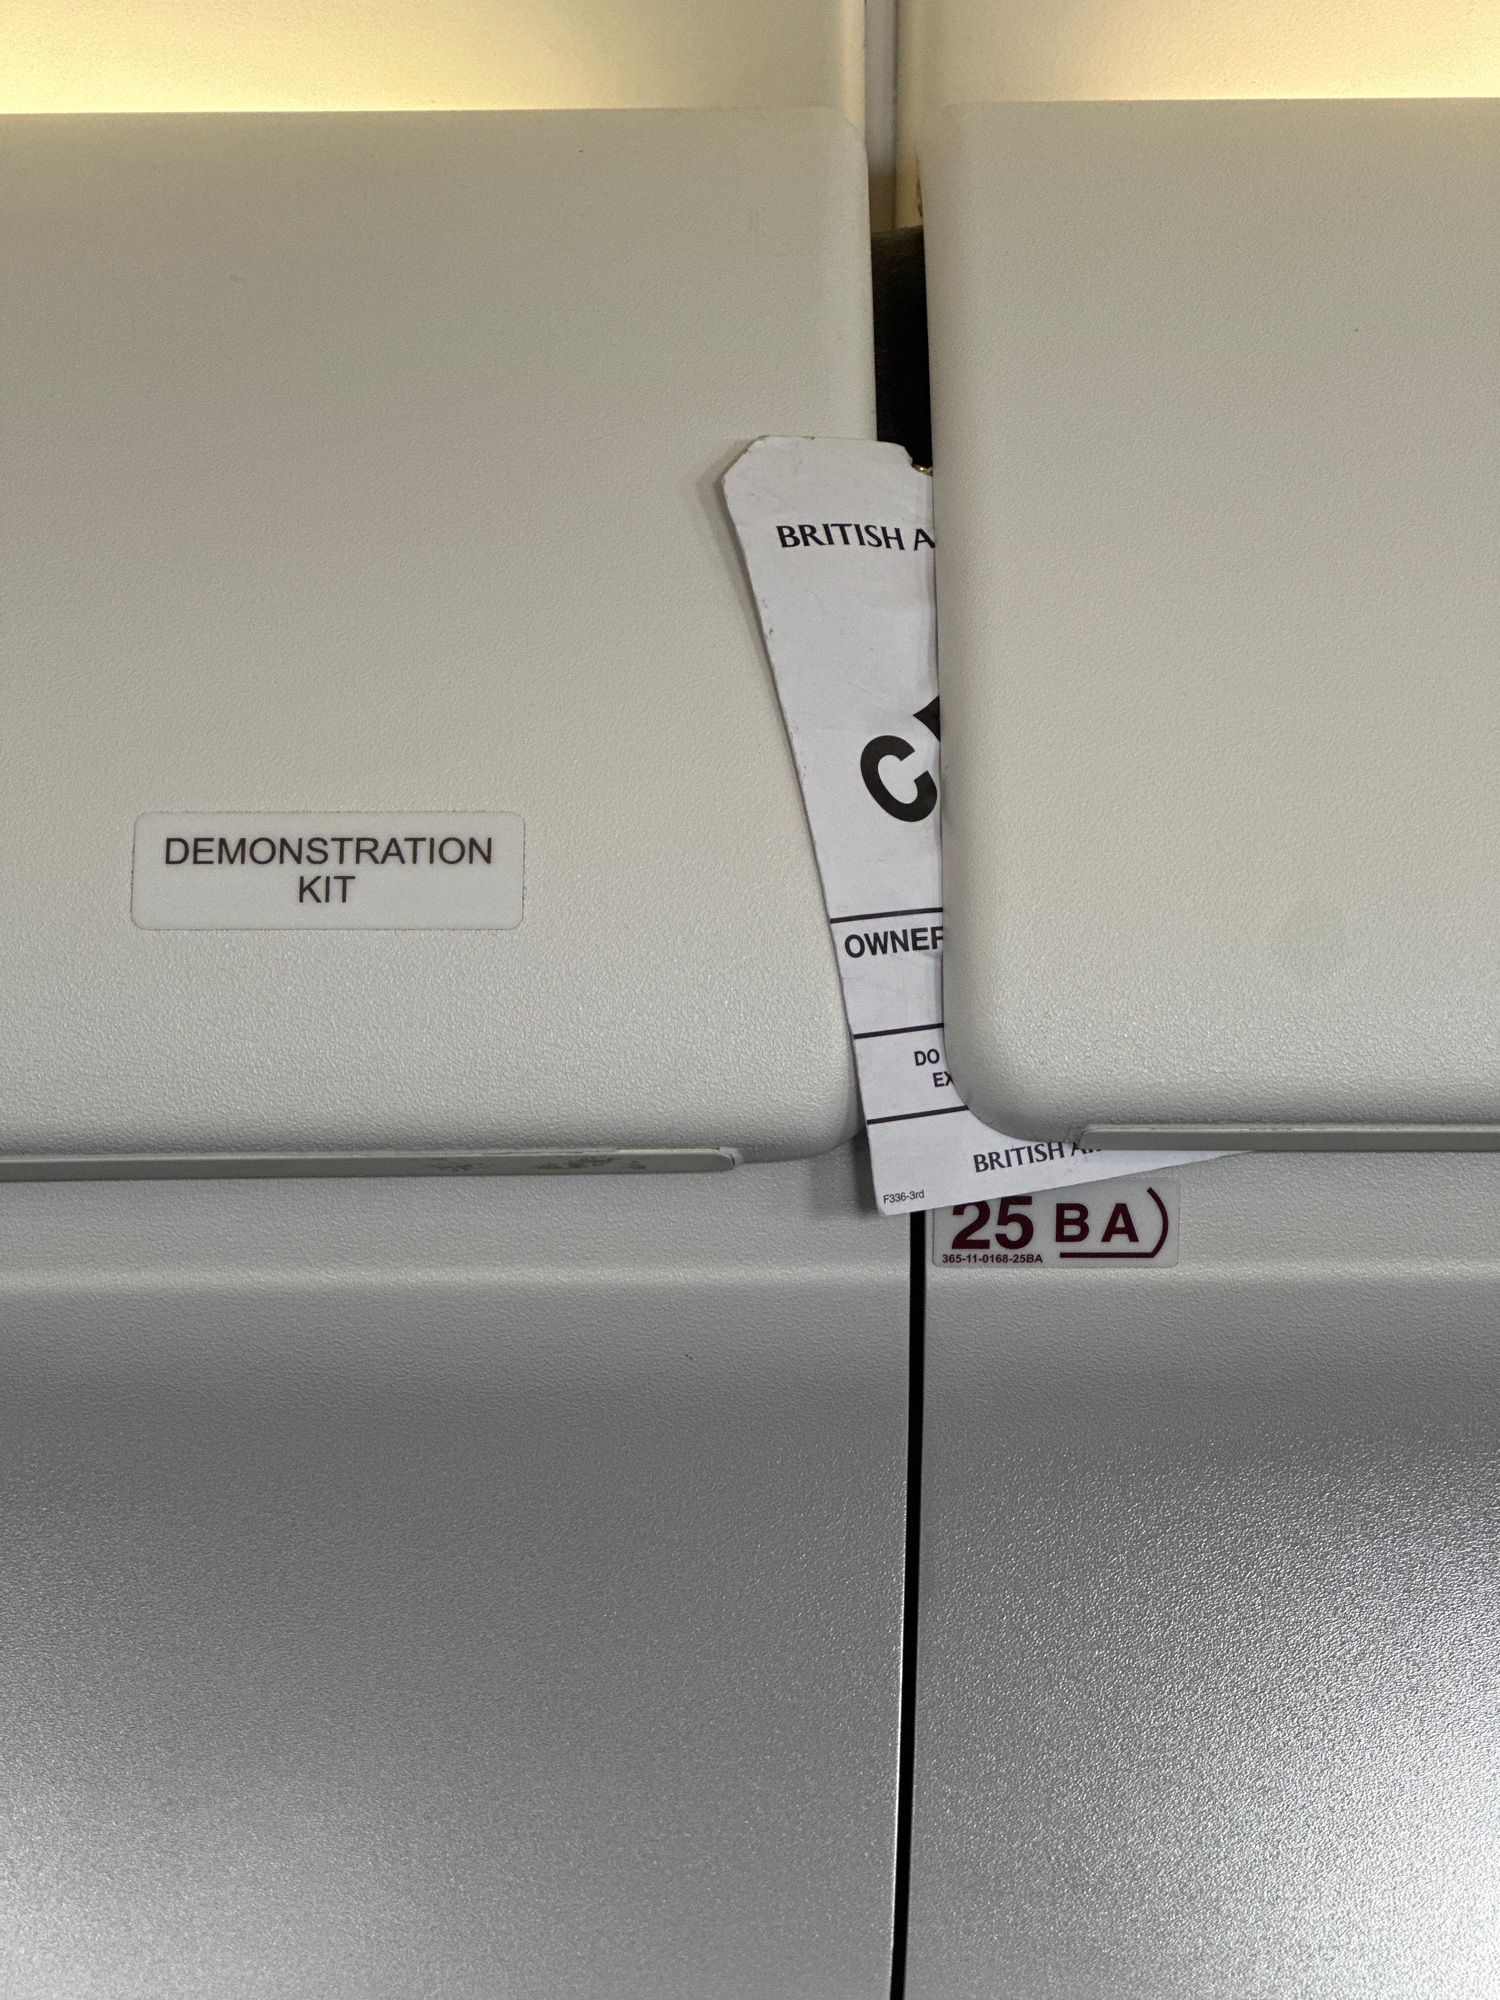 DEMONSTRATION
KIT
BRITISH A
C
OWNER
DO
EX
BRITISH A
F336-3rd
25 BA
365-11-0168-25BA